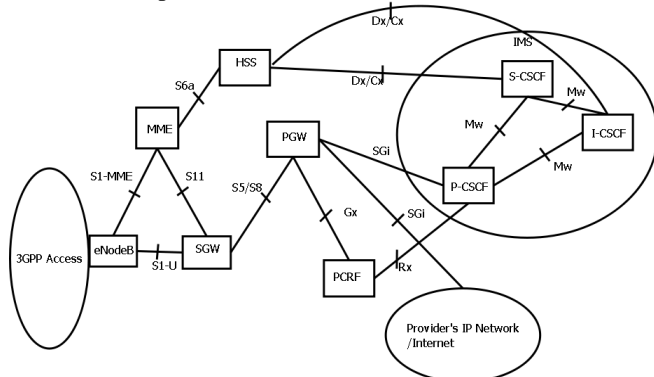 Dx/Cx
IMS
HSS
S-CSCF
Dx/Cx
S6a
Mw
I-CSCF
MME
PGW
Mw
SGi
Mw
S1-MME
S11
S5/S8
P-CSCF
Gx
SGi
3GPP Access
eNodeB
SGW
S1-U
PCRF
Rx
Provider's IP Network
/Internet